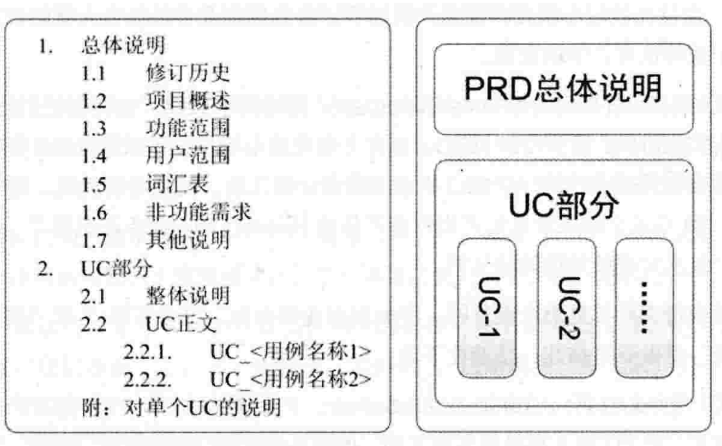 1. 总体说明
1.1 修订历史
1.2 项目概述
1.3 功能范围
1.4 用户范围
1.5 词汇表
1.6 非功能需求
1.7 其他说明
2. UC部分
2.1 整体说明
2.2 UC正文
2.2.1. UC_<用例名称1>
2.2.2. UC_<用例名称2>
附：对单个UC的说明
PRD总体说明
UC部分
UC-1
UC-2
……